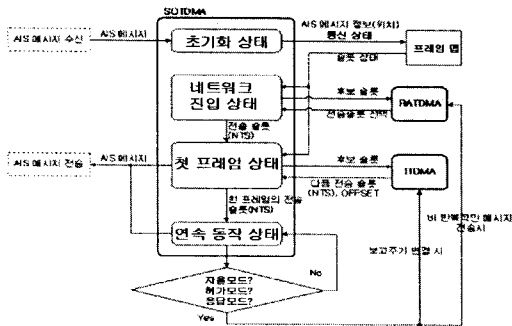 SOTDMA
AIS 메시지 정보(위치)
통신 상태
AIS 메시지 수신
AIS 메시지
초기화 상태
프레임 맵
슬롯 상태
네트워크
진입 상태
후보 슬롯
전송슬롯 선택
RATDMA
전송 슬롯
(NTS)
AIS 메시지 전송
AIS 메시지
첫 프레임 상태
후보 슬롯
다음 전송 슬롯
(NTS), OFFSET
ITDMA
한 프레임의 전송
슬롯(NTS)
비 반복적인 메시지
전송시
연속 동작 상태
보고주기 변경 시
No
자율모드?
허가모드?
응답모드?
Yes